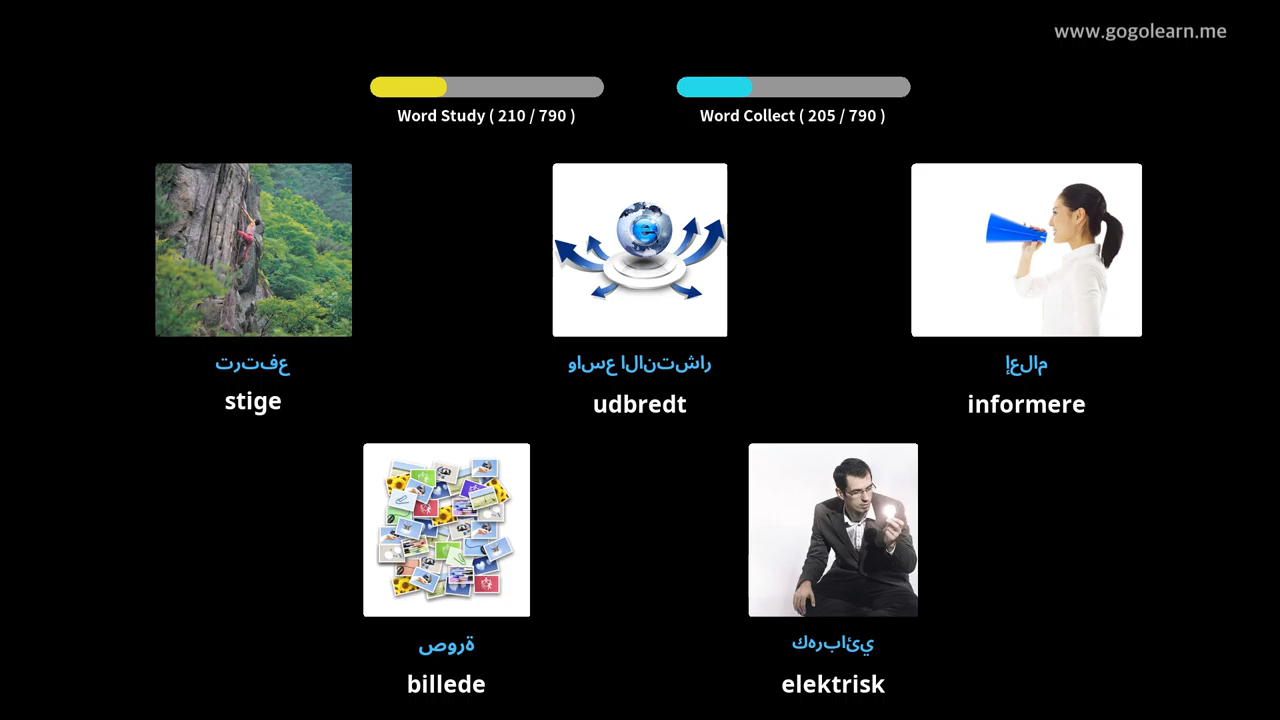 www.gogolearn.me
Word Study ( 210 / 790 )
Word Collect ( 205 / 790 )
ترتفع
واسع الانتشار
إعلام
stige
udbredt
informere
صورة
كهربائي
billede
elektrisk